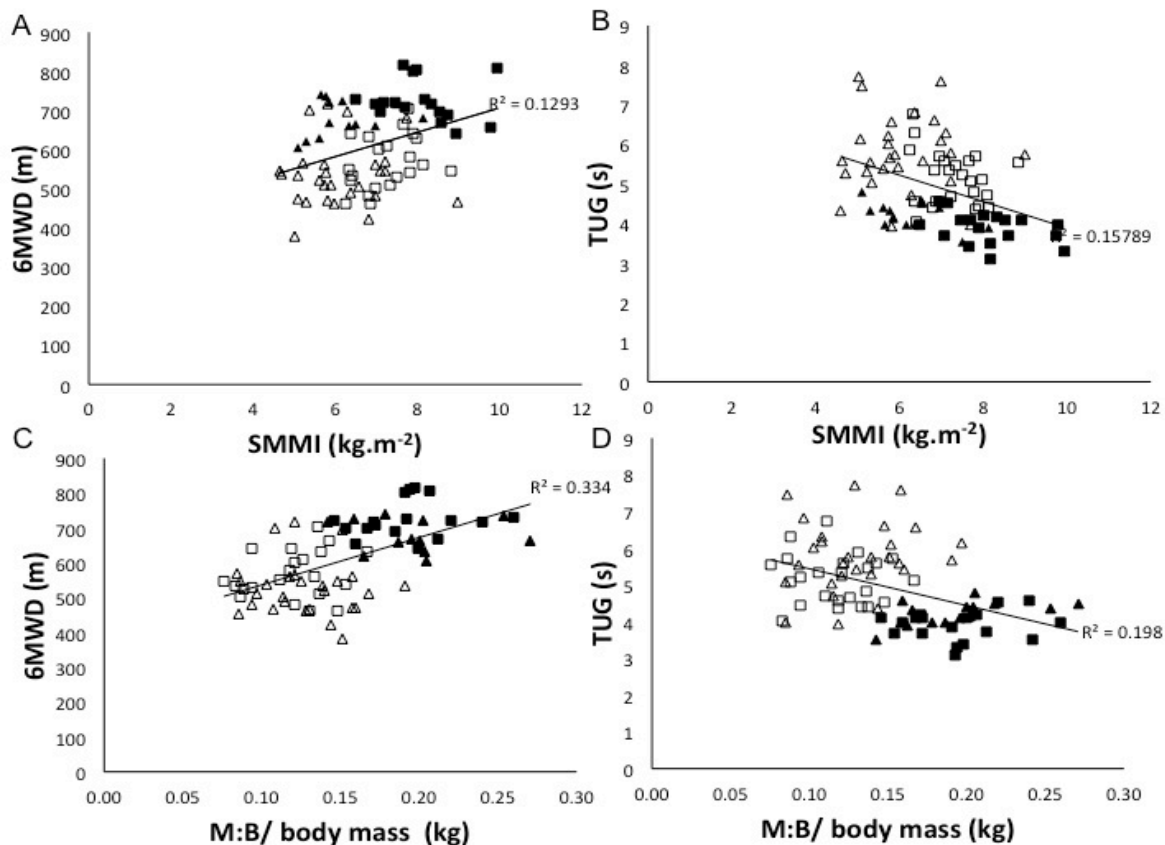 A
6MWD (m)
900
800
700
600
500
400
300
200
100
0
0 2 4 6 8 10 12
SMMI (kg.m⁻²)
R² = 0.1293
B
TUG (s)
9
8
7
6
5
4
3
2
1
0
0 2 4 6 8 10 12
SMMI (kg.m⁻²)
² = 0.15789
C
6MWD (m)
900
800
700
600
500
400
300
200
100
0
0.00 0.05 0.10 0.15 0.20 0.25 0.30
M:B/ body mass (kg)
R² = 0.334
D
TUG (s)
9
8
7
6
5
4
3
2
1
0
0.00 0.05 0.10 0.15 0.20 0.25 0.30
M:B/ body mass (kg)
R² = 0.198